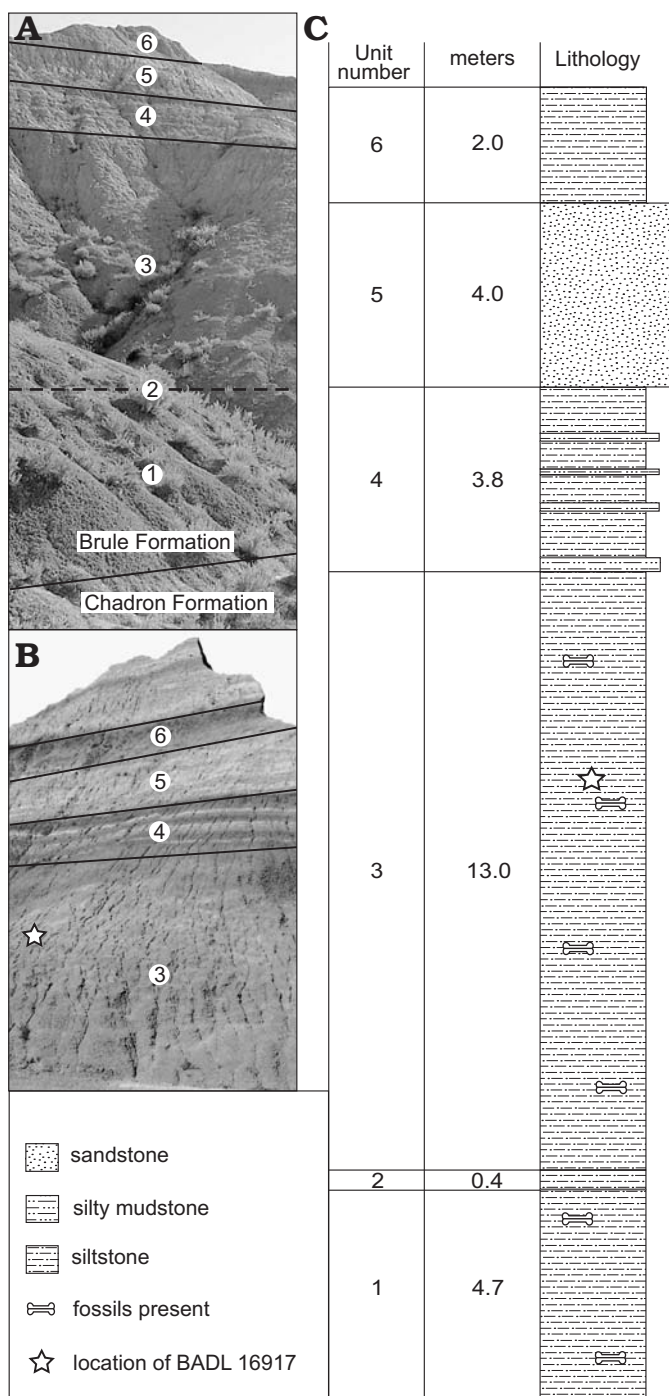 A
6
5
4
3
2
1
Brule Formation
Chadron Formation
B
6
5
4
3
sandstone
silty mudstone
siltstone
fossils present
location of BADL 16917
C
Unit number
meters
Lithology
6
2.0
5
4.0
4
3.8
3
13.0
2
0.4
1
4.7